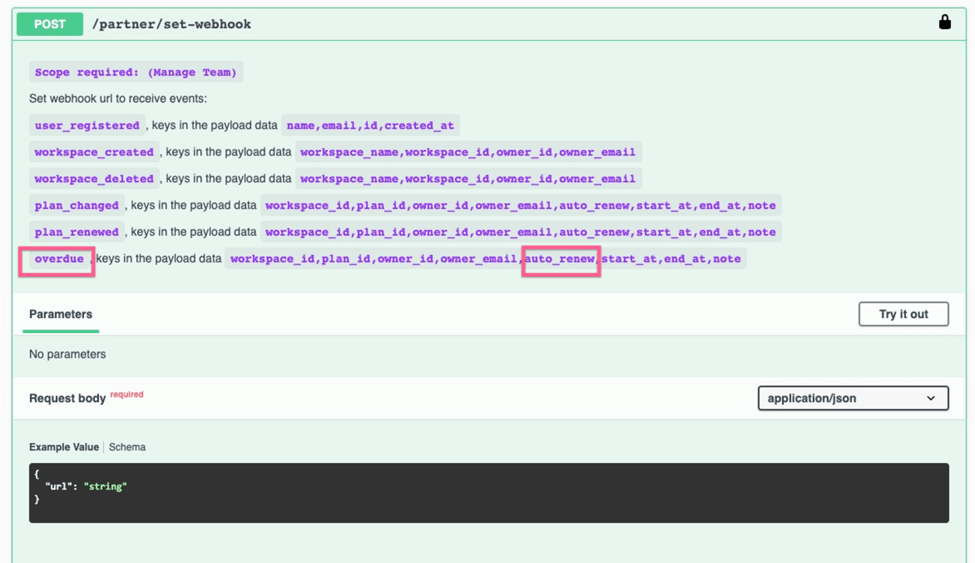 POST /partner/set-webhook
Scope required: (Manage Team)
Set webhook url to receive events:
user_registered , keys in the payload data name,email,id,created_at
workspace_created , keys in the payload data workspace_name,workspace_id,owner_id,owner_email
workspace_deleted , keys in the payload data workspace_name,workspace_id,owner_id,owner_email
plan_changed , keys in the payload data workspace_id,plan_id,owner_id,owner_email,auto_renew,start_at,end_at,note
plan_renewed , keys in the payload data workspace_id,plan_id,owner_id,owner_email,auto_renew,start_at,end_at,note
overdue , keys in the payload data workspace_id,plan_id,owner_id,owner_email,auto_renew,start_at,end_at,note
Parameters Try it out
No parameters
Request body required application/json
Example Value Schema
{
"url": "string"
}